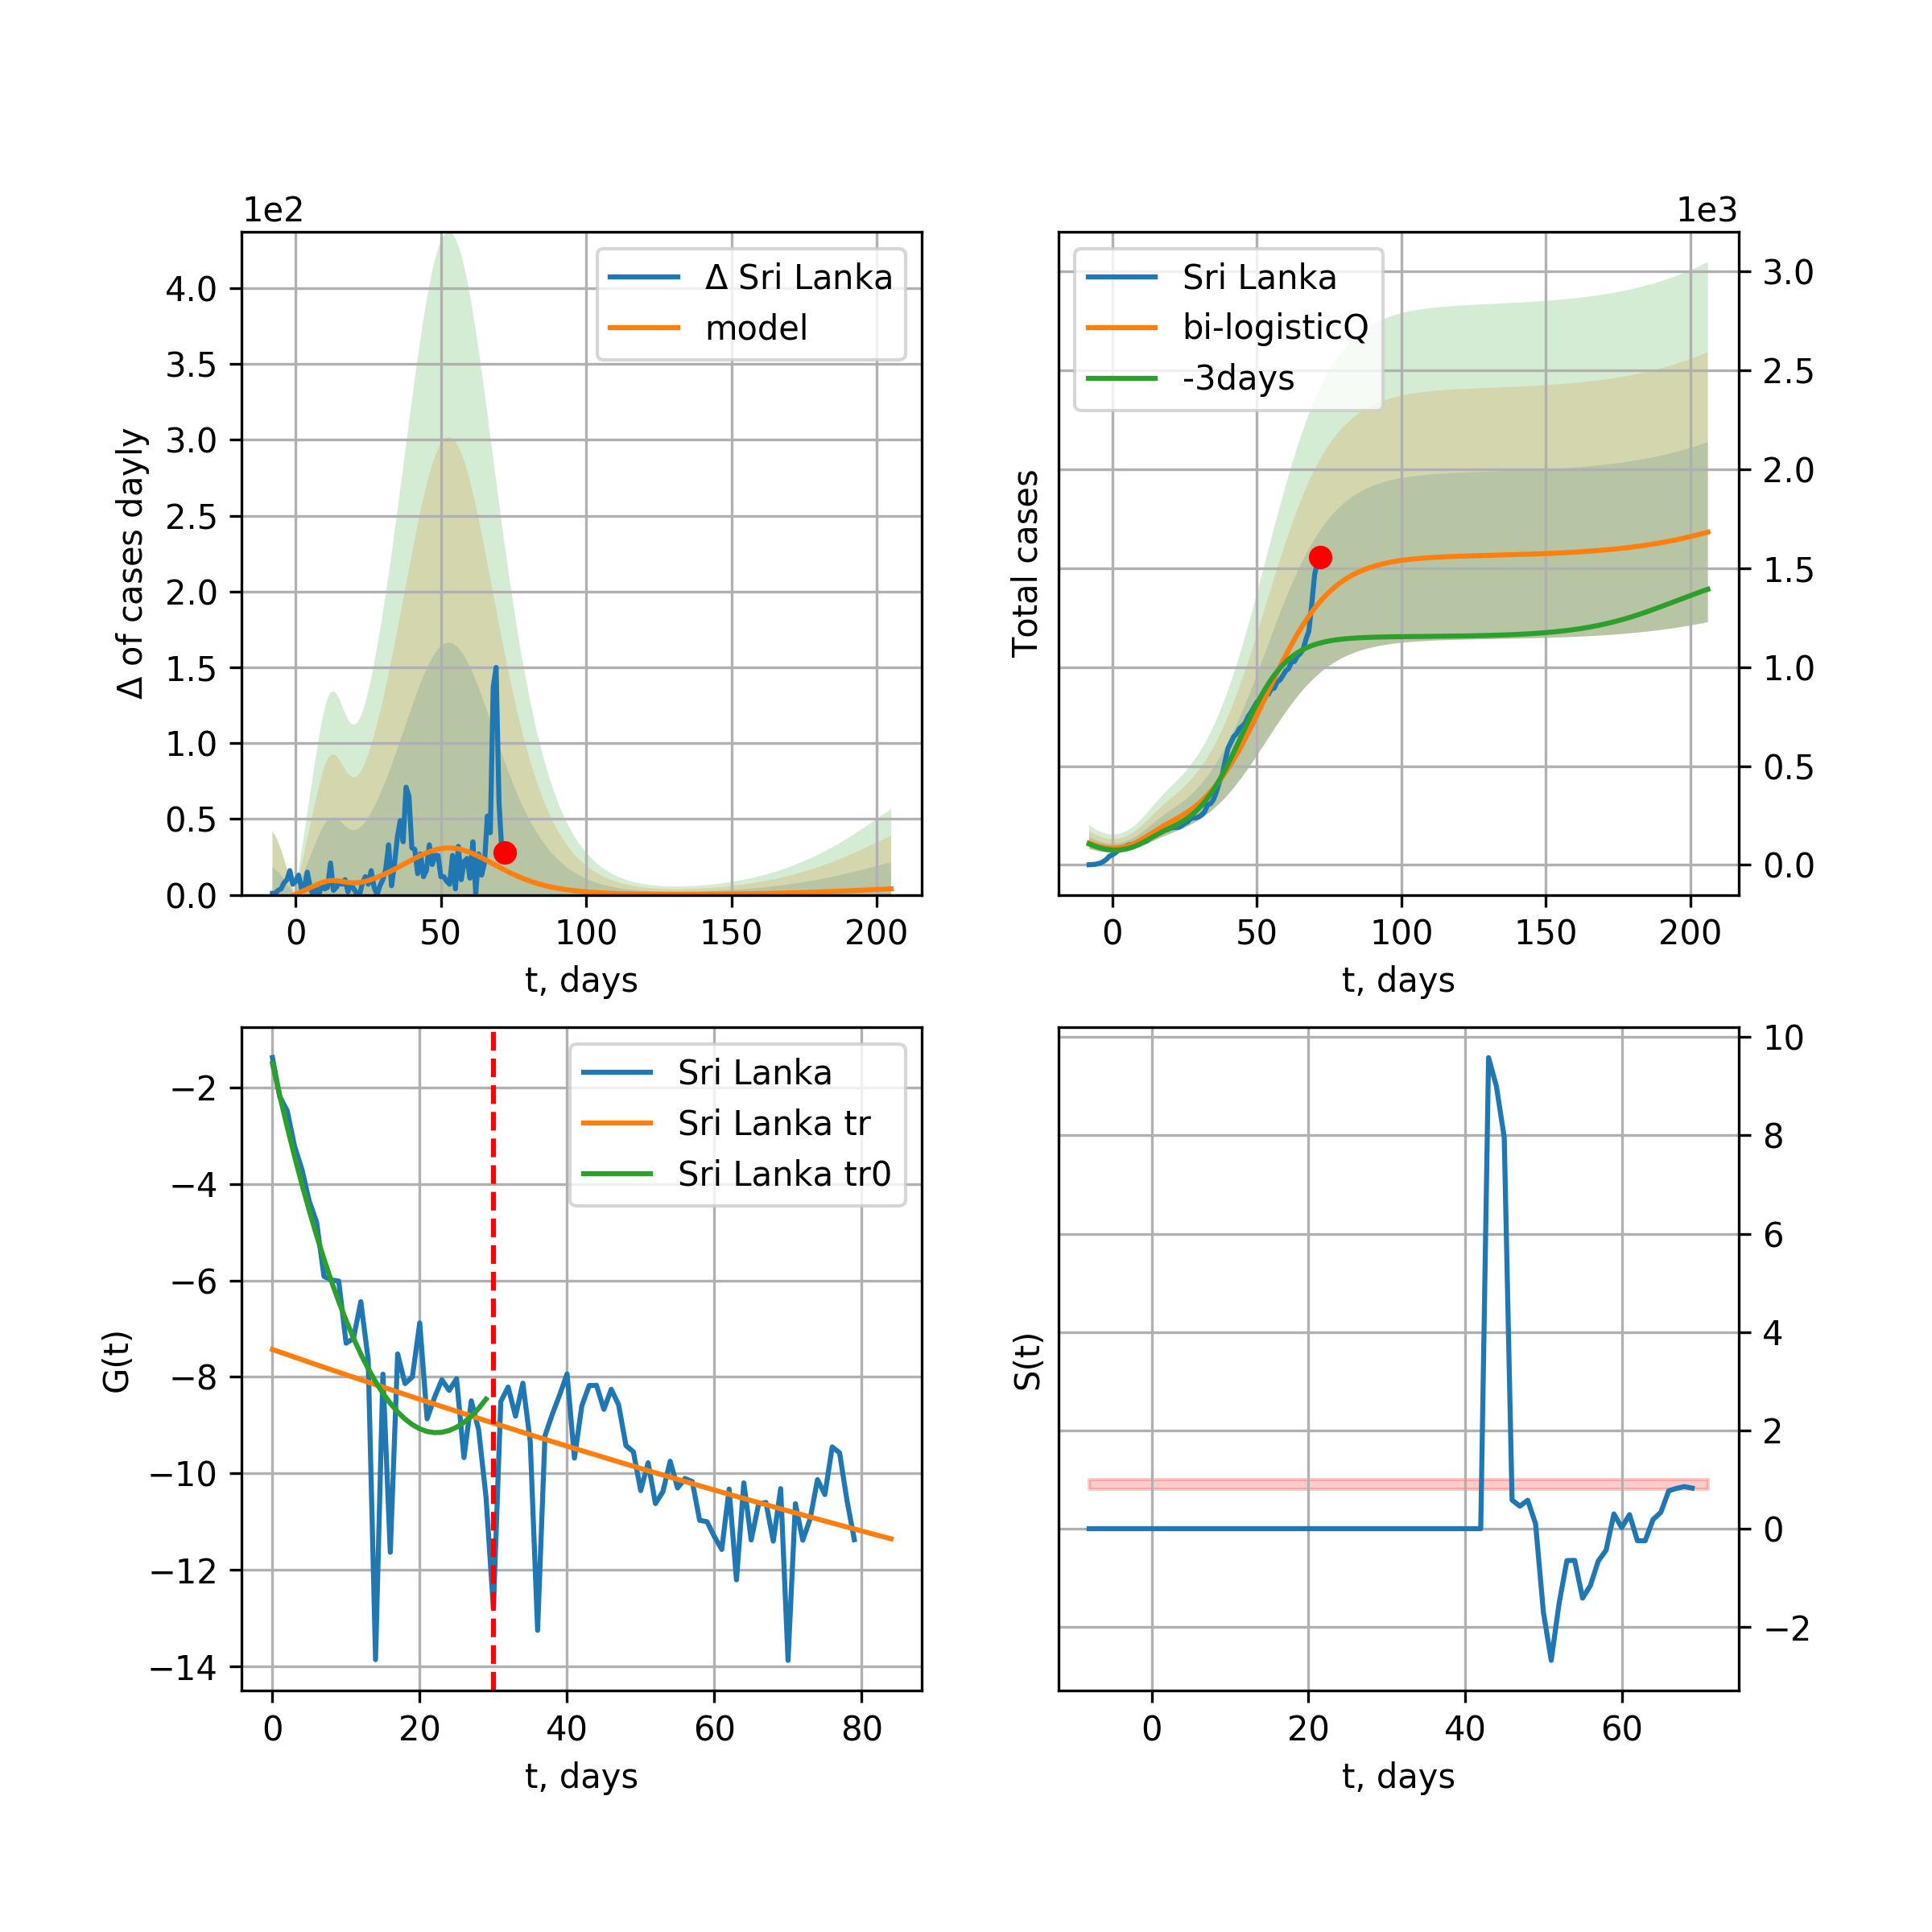 1e2
Δ of cases dayly
4.0
3.5
3.0
2.5
2.0
1.5
1.0
0.5
0.0
0 50 100 150 200
t, days
Δ Sri Lanka
model
1e3
Total cases
3.0
2.5
2.0
1.5
1.0
0.5
0.0
0 50 100 150 200
t, days
Sri Lanka
bi-logisticQ
-3days
G(t)
−2
−4
−6
−8
−10
−12
−14
0 20 40 60 80
t, days
Sri Lanka
Sri Lanka tr
Sri Lanka tr0
S(t)
10
8
6
4
2
0
−2
0 20 40 60
t, days